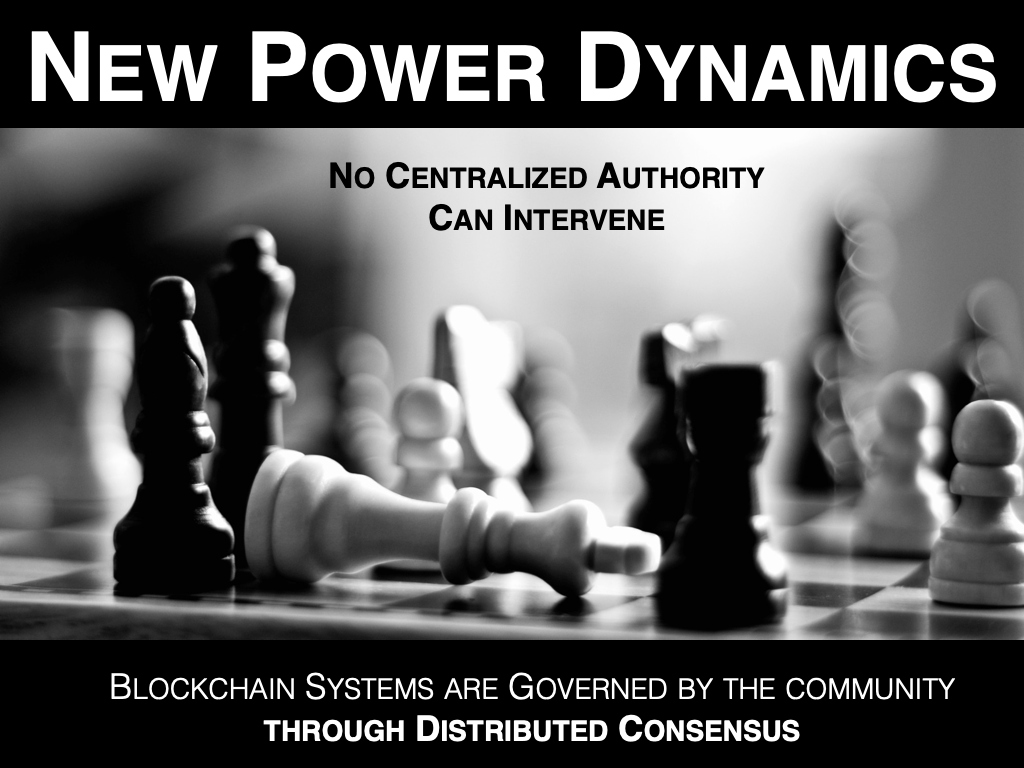 New Power Dynamics
No Centralized Authority
Can Intervene
Blockchain Systems are Governed by the community
through Distributed Consensus